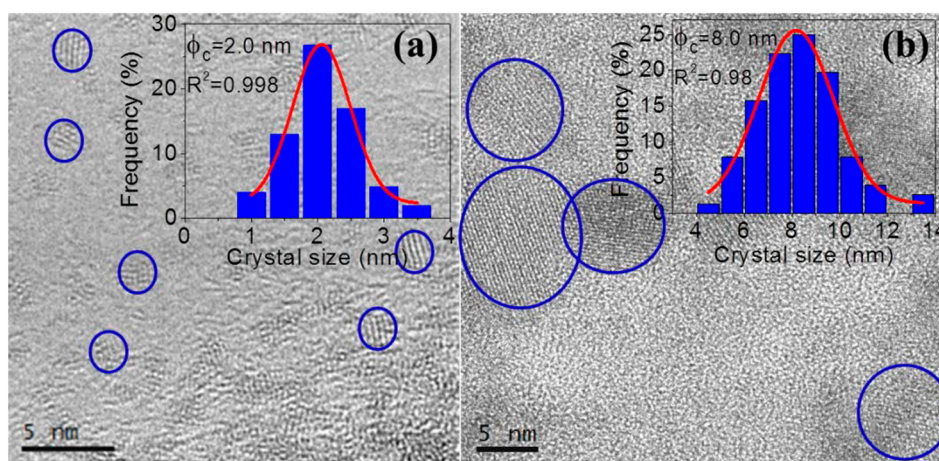 (a)
ϕc=2.0 nm
R²=0.998
Frequency (%)
30
20
10
0
0 1 2 3 4
Crystal size (nm)
5 nm
(b)
ϕc=8.0 nm
R²=0.98
Frequency (%)
25
20
15
10
5
0
4 6 8 10 12 14
Crystal size (nm)
5 nm